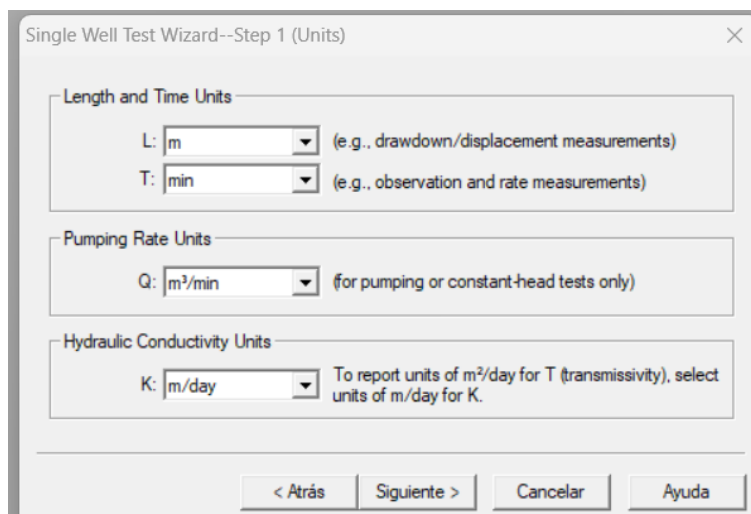 Single Well Test Wizard--Step 1 (Units)
Length and Time Units
L: m (e.g., drawdown/displacement measurements)
T: min (e.g., observation and rate measurements)
Pumping Rate Units
Q: m³/min (for pumping or constant-head tests only)
Hydraulic Conductivity Units
K: m/day To report units of m²/day for T (transmissivity), select
units of m/day for K.
< Atrás Siguiente > Cancelar Ayuda